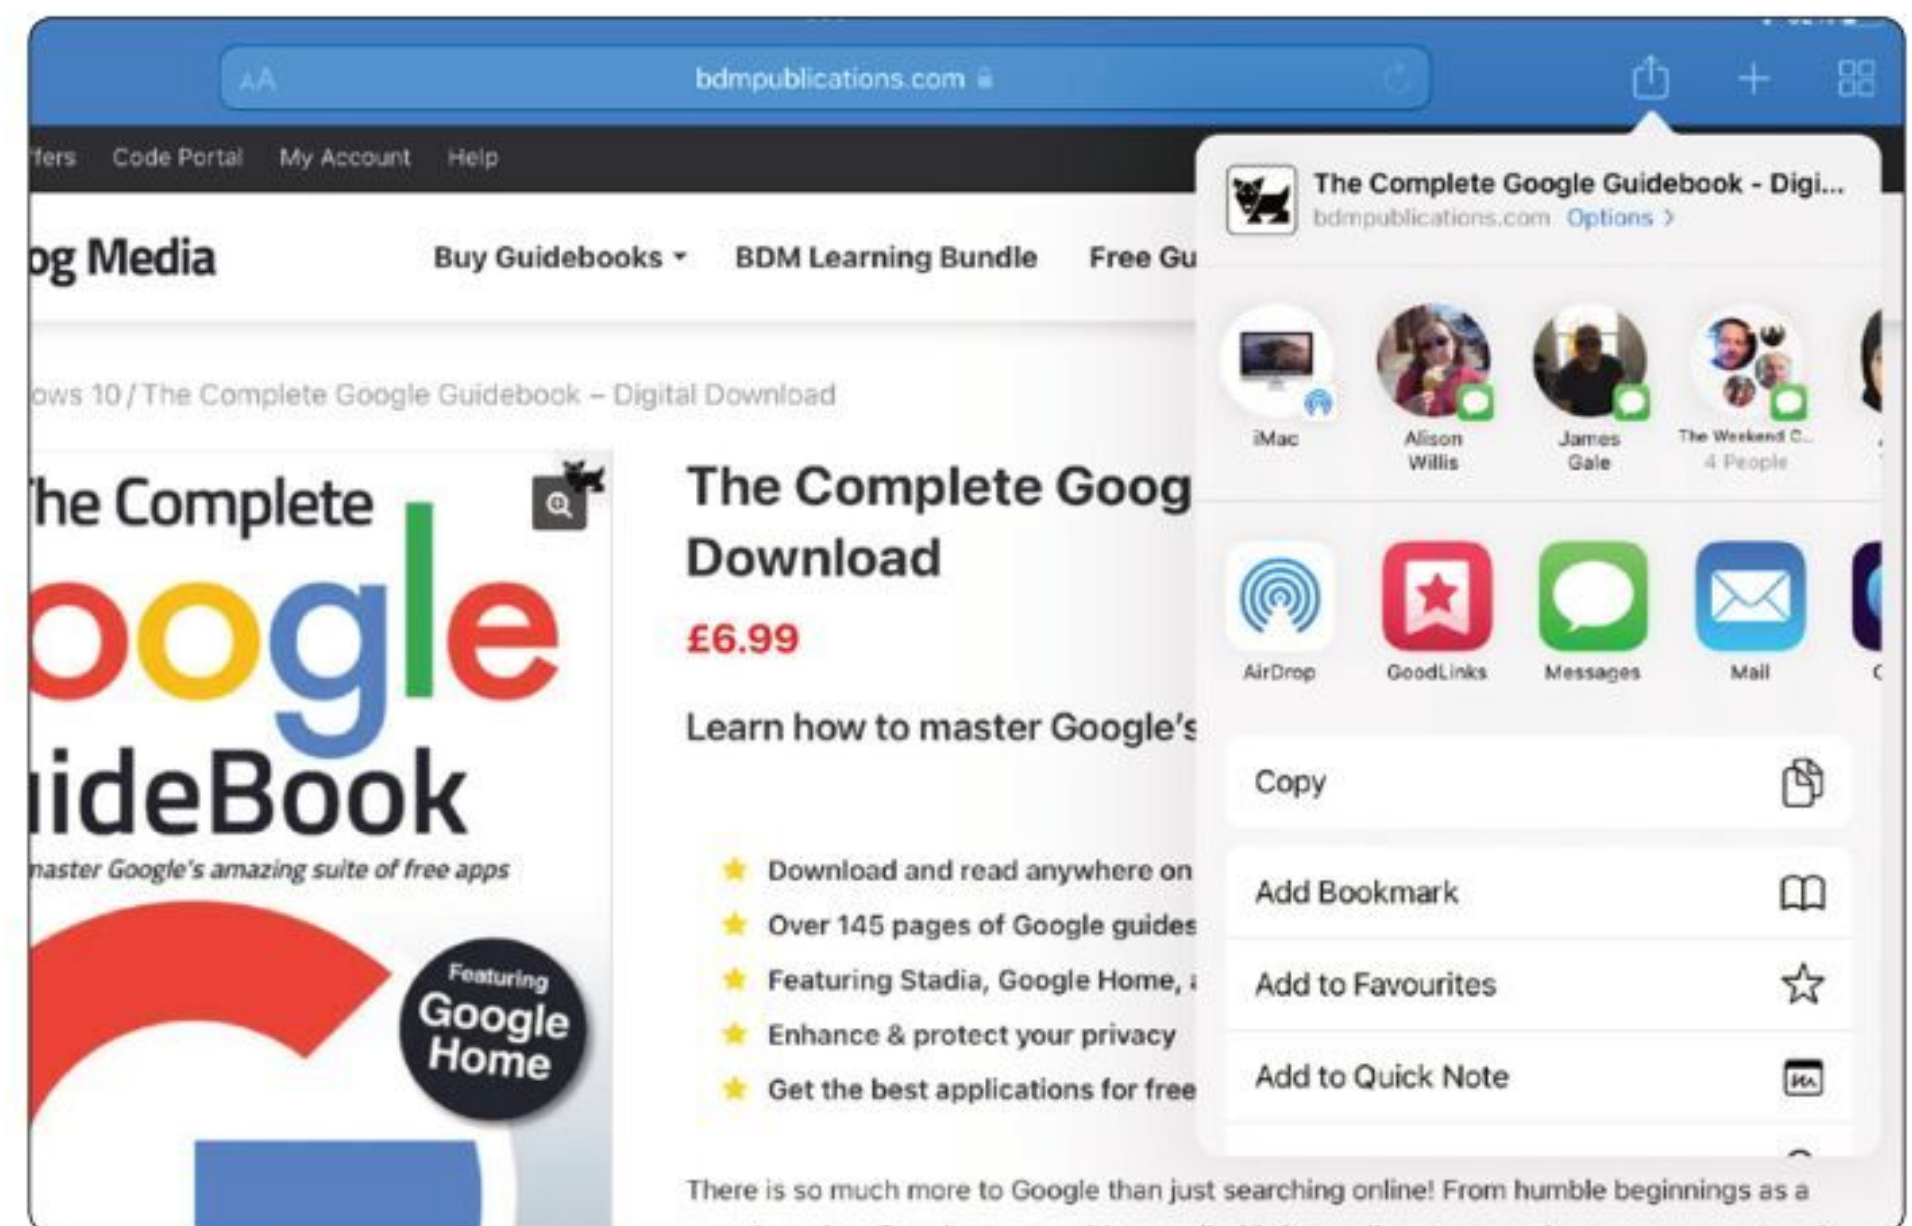 AA
bdmpublications.com
fers Code Portal My Account Help
og Media
Buy Guidebooks BDM Learning Bundle Free Gu
ows 10 / The Complete Google Guidebook – Digital Download
he Complete
oogle
uideBook
master Google's amazing suite of free apps
Featuring
Google
Home
The Complete Goog
Download
£6.99
Learn how to master Google's
Download and read anywhere on
Over 145 pages of Google guides
Featuring Stadia, Google Home, a
Enhance & protect your privacy
Get the best applications for free
There is so much more to Google than just searching online! From humble beginnings as a
The Complete Google Guidebook - Digi...
bdmpublications.com Options >
iMac
Alison
Willis
James
Gale
The Weekend C...
4 People
AirDrop
GoodLinks
Messages
Mail
Copy
Add Bookmark
Add to Favourites
Add to Quick Note